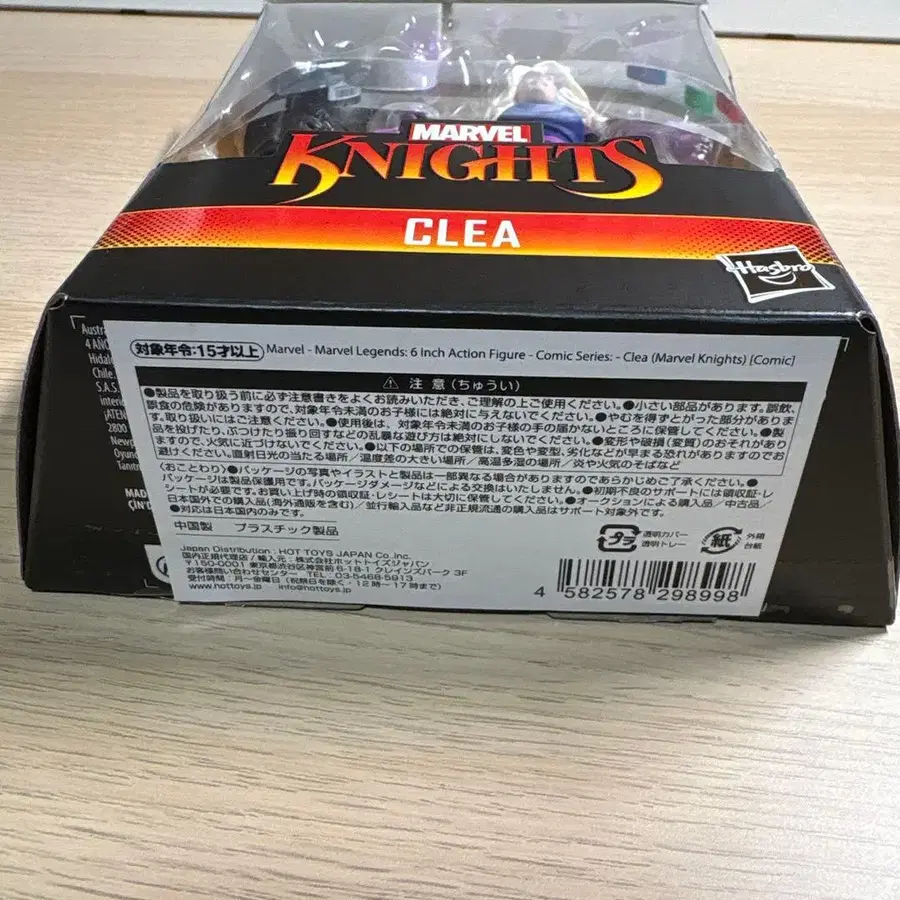 MARVEL
KNIGHTS
CLEA
Hasbro
対象年令:15才以上 Marvel - Marvel Legends: 6 Inch Action Figure - Comic Series: - Clea (Marvel Knights) [Comic]
⚠ 注 意 (ちゅうい)
●製品を取り扱う前に必ず注意書きをよくお読みいただき、ご理解の上ご使用ください。●小さい部品があります。誤飲、
誤食の危険がありますので、対象年令未満のお子様には絶対に与えないでください。●やむを得ずとがった部分がありま
す。取り扱いにはご注意ください。●使用後は、対象年令未満のお子様の手の届かないところに保管してください。●製
品を投げたり、ぶつけたり振り回すなどの乱暴な遊び方は絶対にしないでください。●変形や破損(変質)のおそれがあり
ますので、火気に近づけないでください。●以下の場所での保管は、変色や変型、劣化などが早まる恐れがありますのでお
避けください。直射日光の当たる場所/温度差の大きい場所/高温多湿の場所/炎や火気のそばなど
(おことわり)●パッケージの写真やイラストと製品は一部異なる場合がありますのであらかじめご了承ください。●
パッケージは製品保護用です。パッケージダメージなどによる交換はいたしません。●初期不良のサポートには領収証・レ
シートが必要です。お買い上げ時の領収証・レシートは大切に保管してください。●オークションによる購入品/中古品/
日本国外での購入品(海外通販を含む)/並行輸入品など非正規流通の購入品はサポート対象外です。
●対応は日本国内のみです。
中国製 プラスチック製品
プラ
透明カバー
透明トレー
紙
外箱
台紙
Japan Distribution : HOT TOYS JAPAN Co.,Inc.
国内正規代理店/輸入元:株式会社ホットトイズジャパン
〒150-0001 東京都渋谷区神宮前 6-18-1 クレインズパーク 3F
お客様問い合わせセンター TEL:03-5468-5913
受付時間:月~金曜日(祝祭日を除く・12時~17時まで)
www.hottoys.jp info@hottoys.jp
4 582578 298998
Austra
4 AÑO
Hidal
Chile
S.A.S.
interi
¡ATEN
2800
Newp
Oyun
Tanıtı
MAD
ÇİN'D